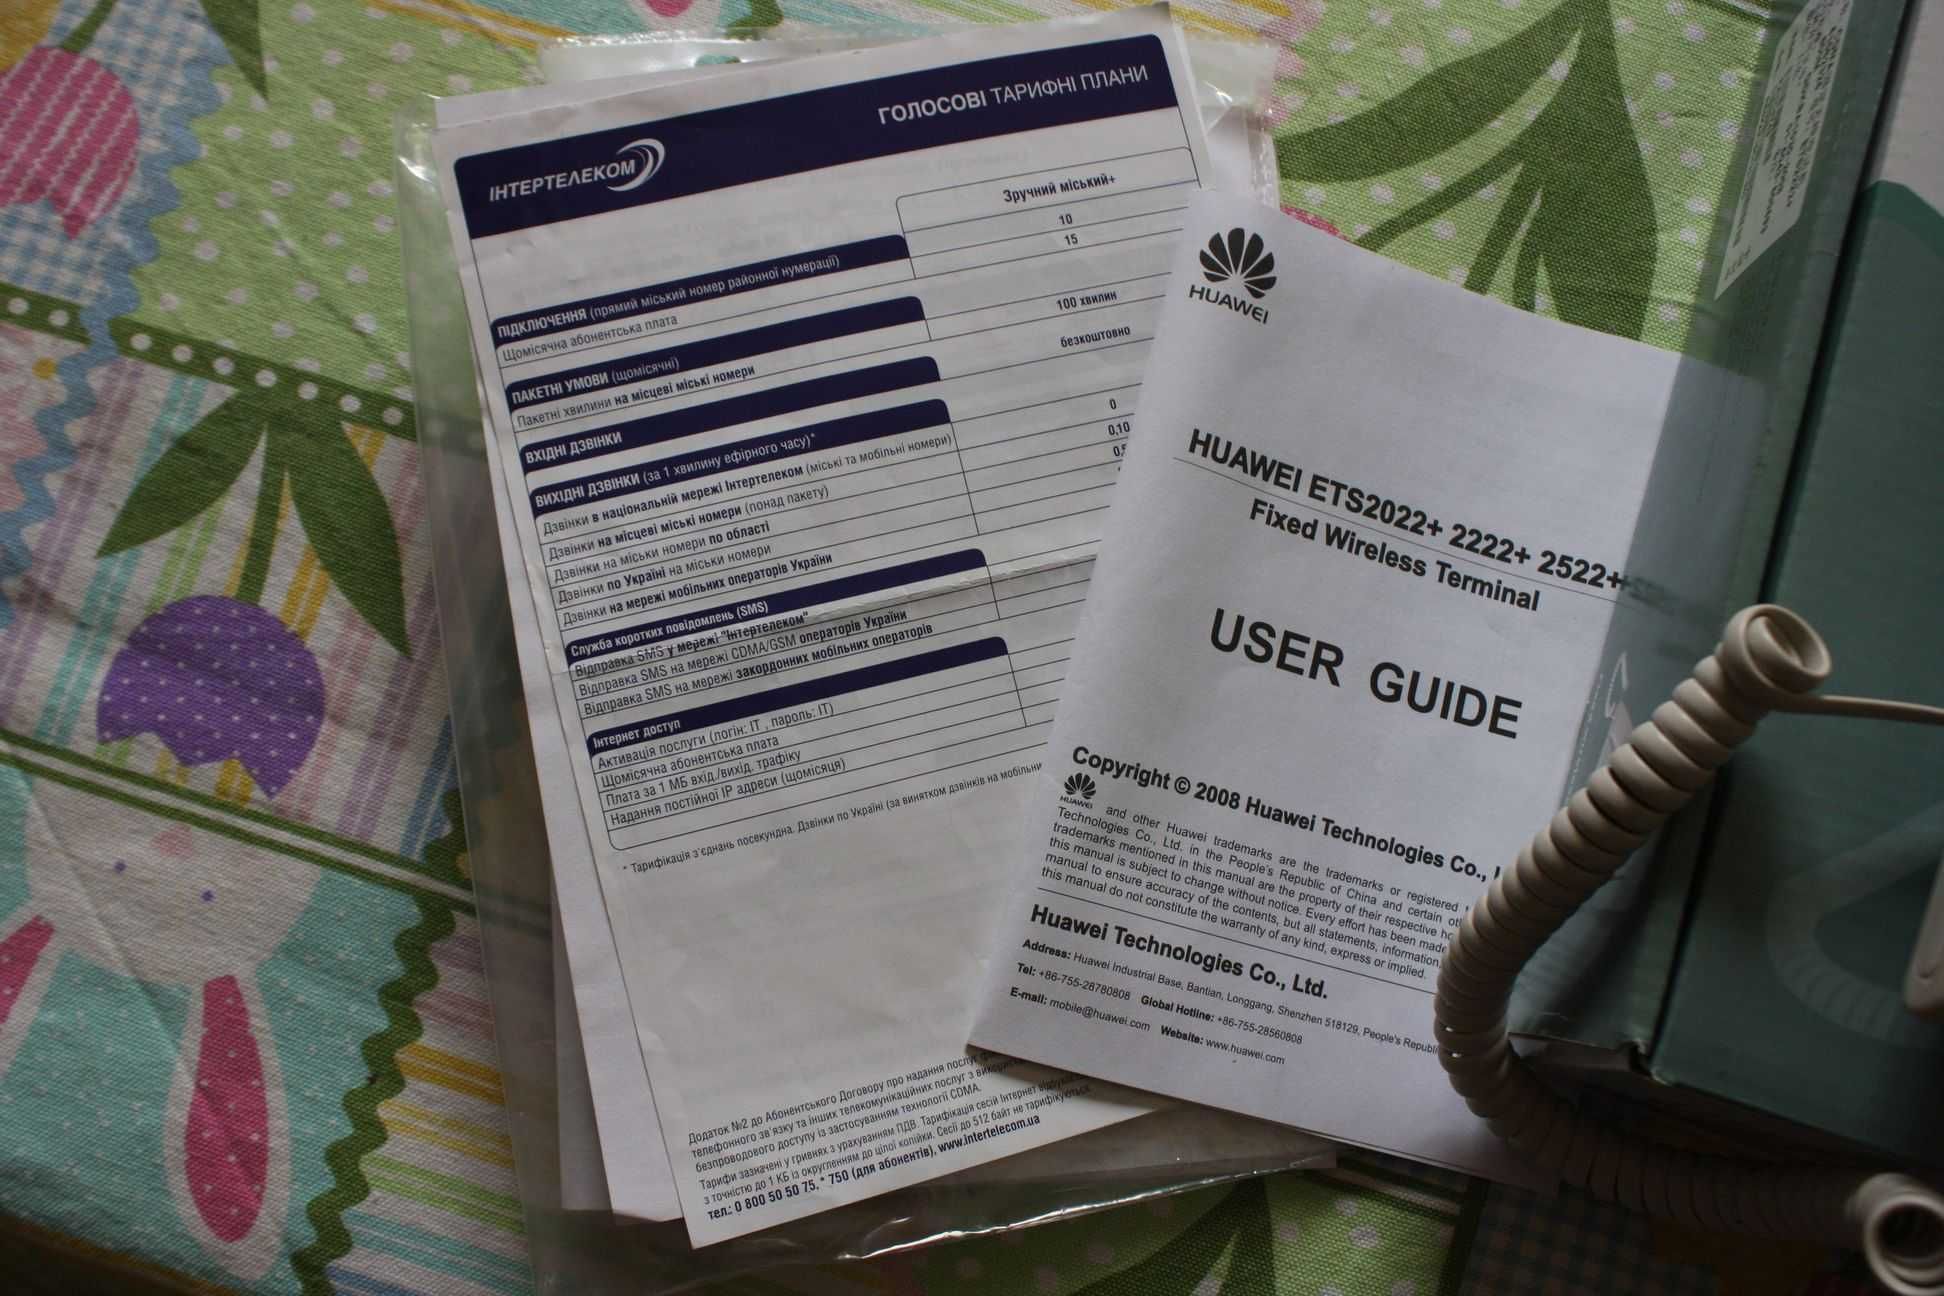 ІНТЕРТЕЛЕКОМ
ГОЛОСОВІ ТАРИФНІ ПЛАНИ
Зручний міський+
ПІДКЛЮЧЕННЯ (прямий міський номер районної нумерації) 10
Щомісячна абонентська плата 15
ПАКЕТНІ УМОВИ (щомісячні)
Пакетні хвилини на місцеві міські номери 100 хвилин
ВХІДНІ ДЗВІНКИ безкоштовно
ВИХІДНІ ДЗВІНКИ (за 1 хвилину ефірного часу)*
Дзвінки в національній мережі Інтертелеком (міські та мобільні номери) 0
Дзвінки на місцеві міські номери (понад пакету) 0,10
Дзвінки на міськи номери по області
Дзвінки по Україні на міськи номери
Дзвінки на мережі мобільних операторів України
Служба коротких повідомлень (SMS)
Відправка SMS у мережі "Інтертелеком"
Відправка SMS на мережі CDMA/GSM операторів України
Відправка SMS на мережі закордонних мобільних операторів
Інтернет доступ
Активація послуги (логін: IT , пароль: IT)
Щомісячна абонентська плата
Плата за 1 МБ вхід./вихід. трафіку
Надання постійної IP адреси (щомісяця)
* Тарифікація з'єднань посекундна. Дзвінки по Україні (за винятком дзвінків на мобільни
Додаток №2 до Абонентського Договору про надання послуг
телефонного зв'язку та інших телекомунікаційних послуг з
безпроводового доступу із застосуванням технології CDMA.
Тарифи зазначені у гривнях з урахуванням ПДВ. Тарифікація сесій Інтернет
з точністю до 1 КБ із округленням до цілої копійки. Сесії до 512 байт не тарифікуються.
тел.: 0 800 50 50 75, * 750 (для абонентів), www.intertelecom.ua
HUAWEI
HUAWEI ETS2022+ 2222+ 2522+
Fixed Wireless Terminal
USER GUIDE
Copyright © 2008 Huawei Technologies Co.,
HUAWEI and other Huawei trademarks are the trademarks or registered
Technologies Co., Ltd. in the People's Republic of China and certain
trademarks mentioned in this manual are the property of their respective
this manual is subject to change without notice. Every effort has been made
manual to ensure accuracy of the contents, but all statements, information,
this manual do not constitute the warranty of any kind, express or implied.
Huawei Technologies Co., Ltd.
Address: Huawei Industrial Base, Bantian, Longgang, Shenzhen 518129, People's Republi
Tel: +86-755-28780808 Global Hotline: +86-755-28560808
E-mail: mobile@huawei.com Website: www.huawei.com